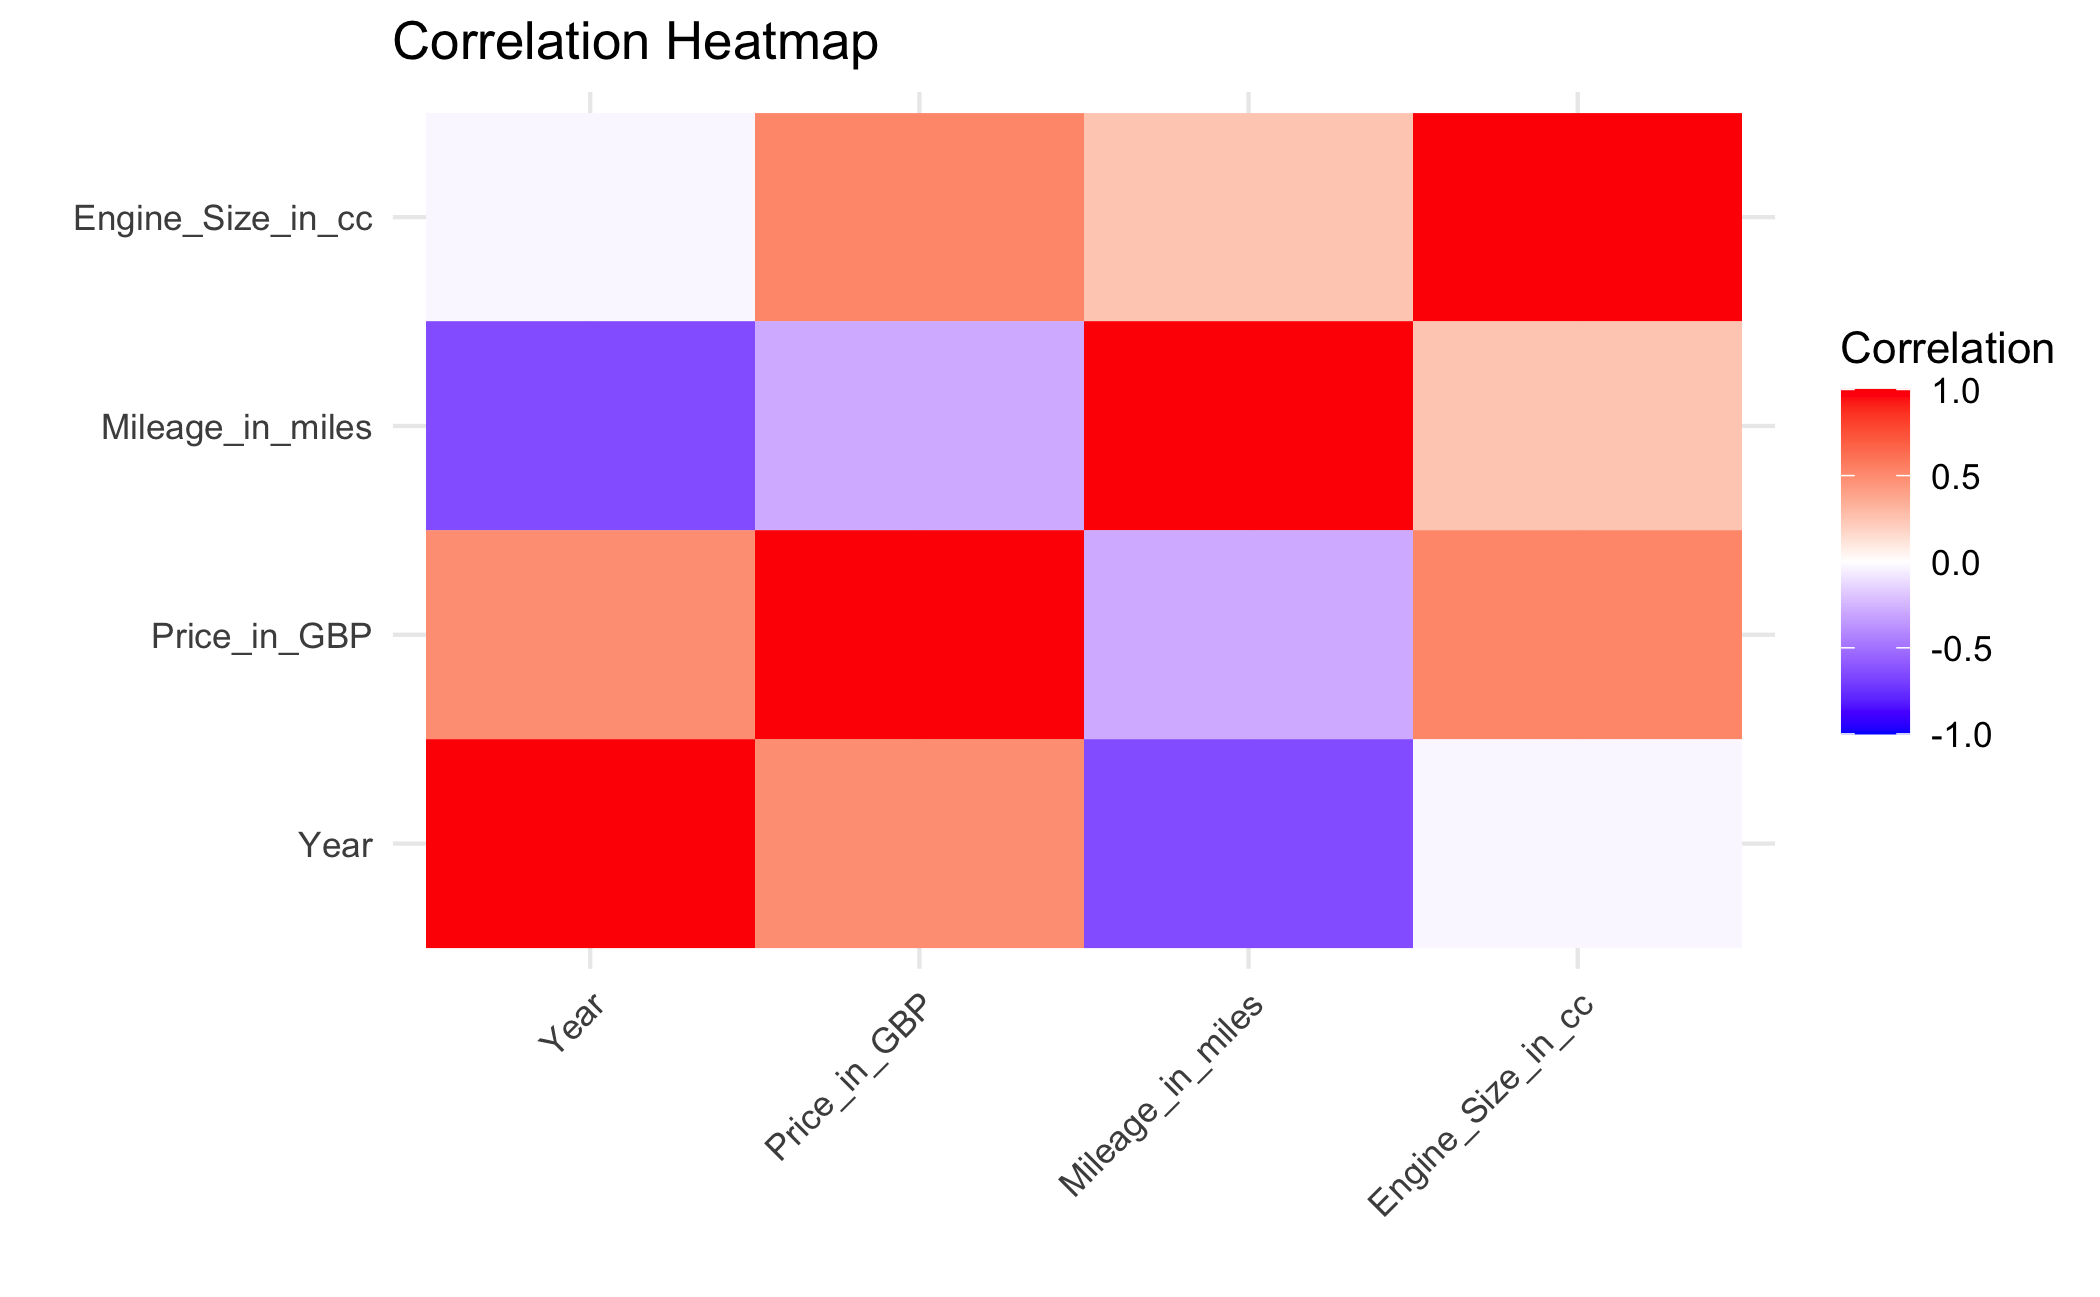 Correlation Heatmap
Engine_Size_in_cc
Mileage_in_miles
Price_in_GBP
Year
Year
Price_in_GBP
Mileage_in_miles
Engine_Size_in_cc
Correlation
1.0
0.5
0.0
-0.5
-1.0